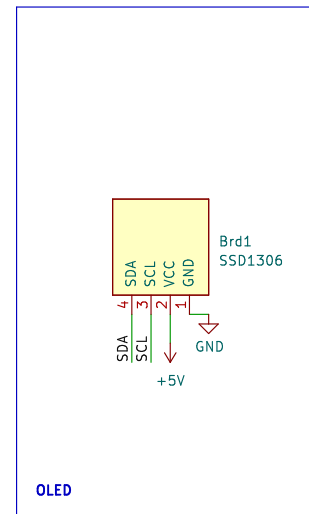 Brd1
SSD1306
SDA
SCL
VCC
GND
4
3
2
1
SDA
SCL
GND
+5V
OLED